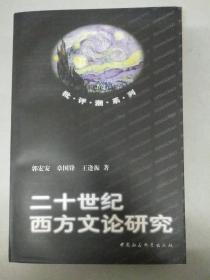 批·评·潮·系·列
郭宏安 章国锋 王逢振 著
二十世纪
西方文论研究
中国社会科学出版社